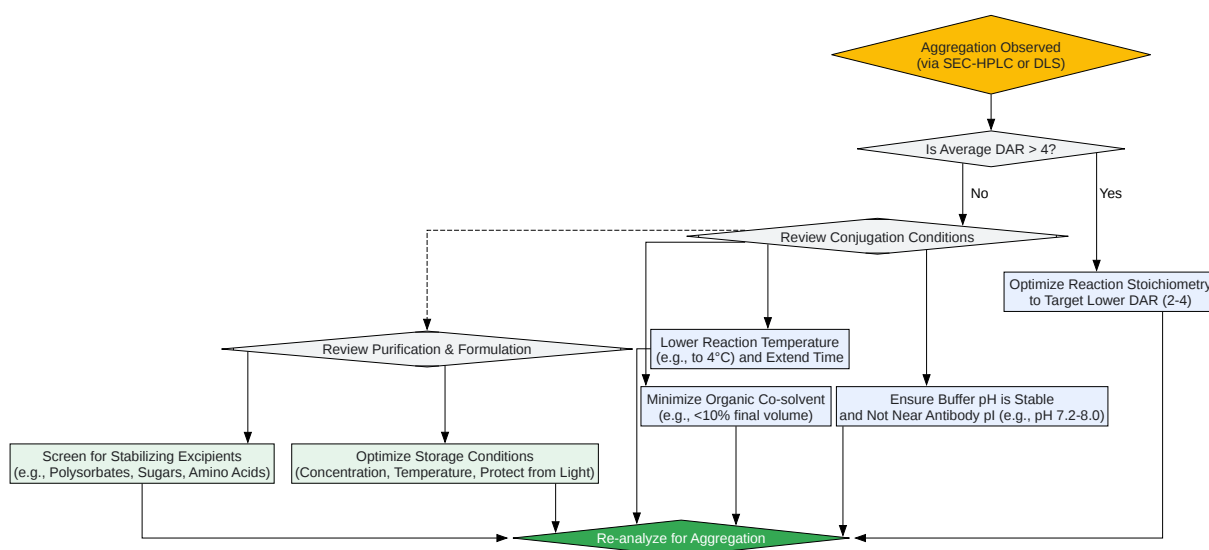 Aggregation Observed
(via SEC-HPLC or DLS)
Is Average DAR > 4?
No
Yes
Review Conjugation Conditions
Optimize Reaction Stoichiometry
to Target Lower DAR (2-4)
Review Purification & Formulation
Lower Reaction Temperature
(e.g., to 4°C) and Extend Time
Minimize Organic Co-solvent
(e.g., <10% final volume)
Ensure Buffer pH is Stable
and Not Near Antibody pI (e.g., pH 7.2-8.0)
Screen for Stabilizing Excipients
(e.g., Polysorbates, Sugars, Amino Acids)
Optimize Storage Conditions
(Concentration, Temperature, Protect from Light)
Re-analyze for Aggregation